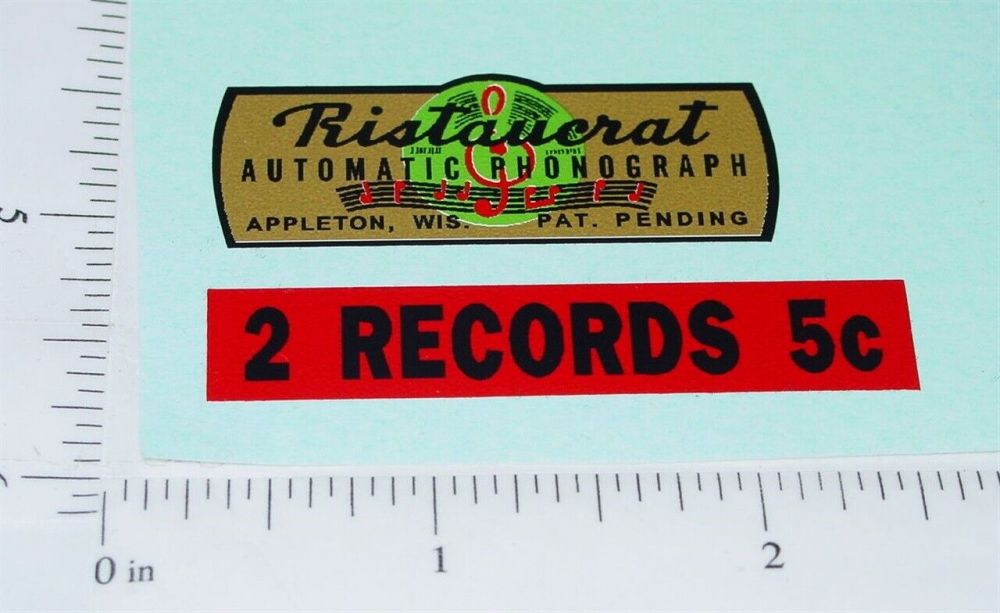 Ristaucrat
AUTOMATIC PHONOGRAPH
APPLETON, WIS. PAT. PENDING
2 RECORDS 5c
5
0 in 1 2